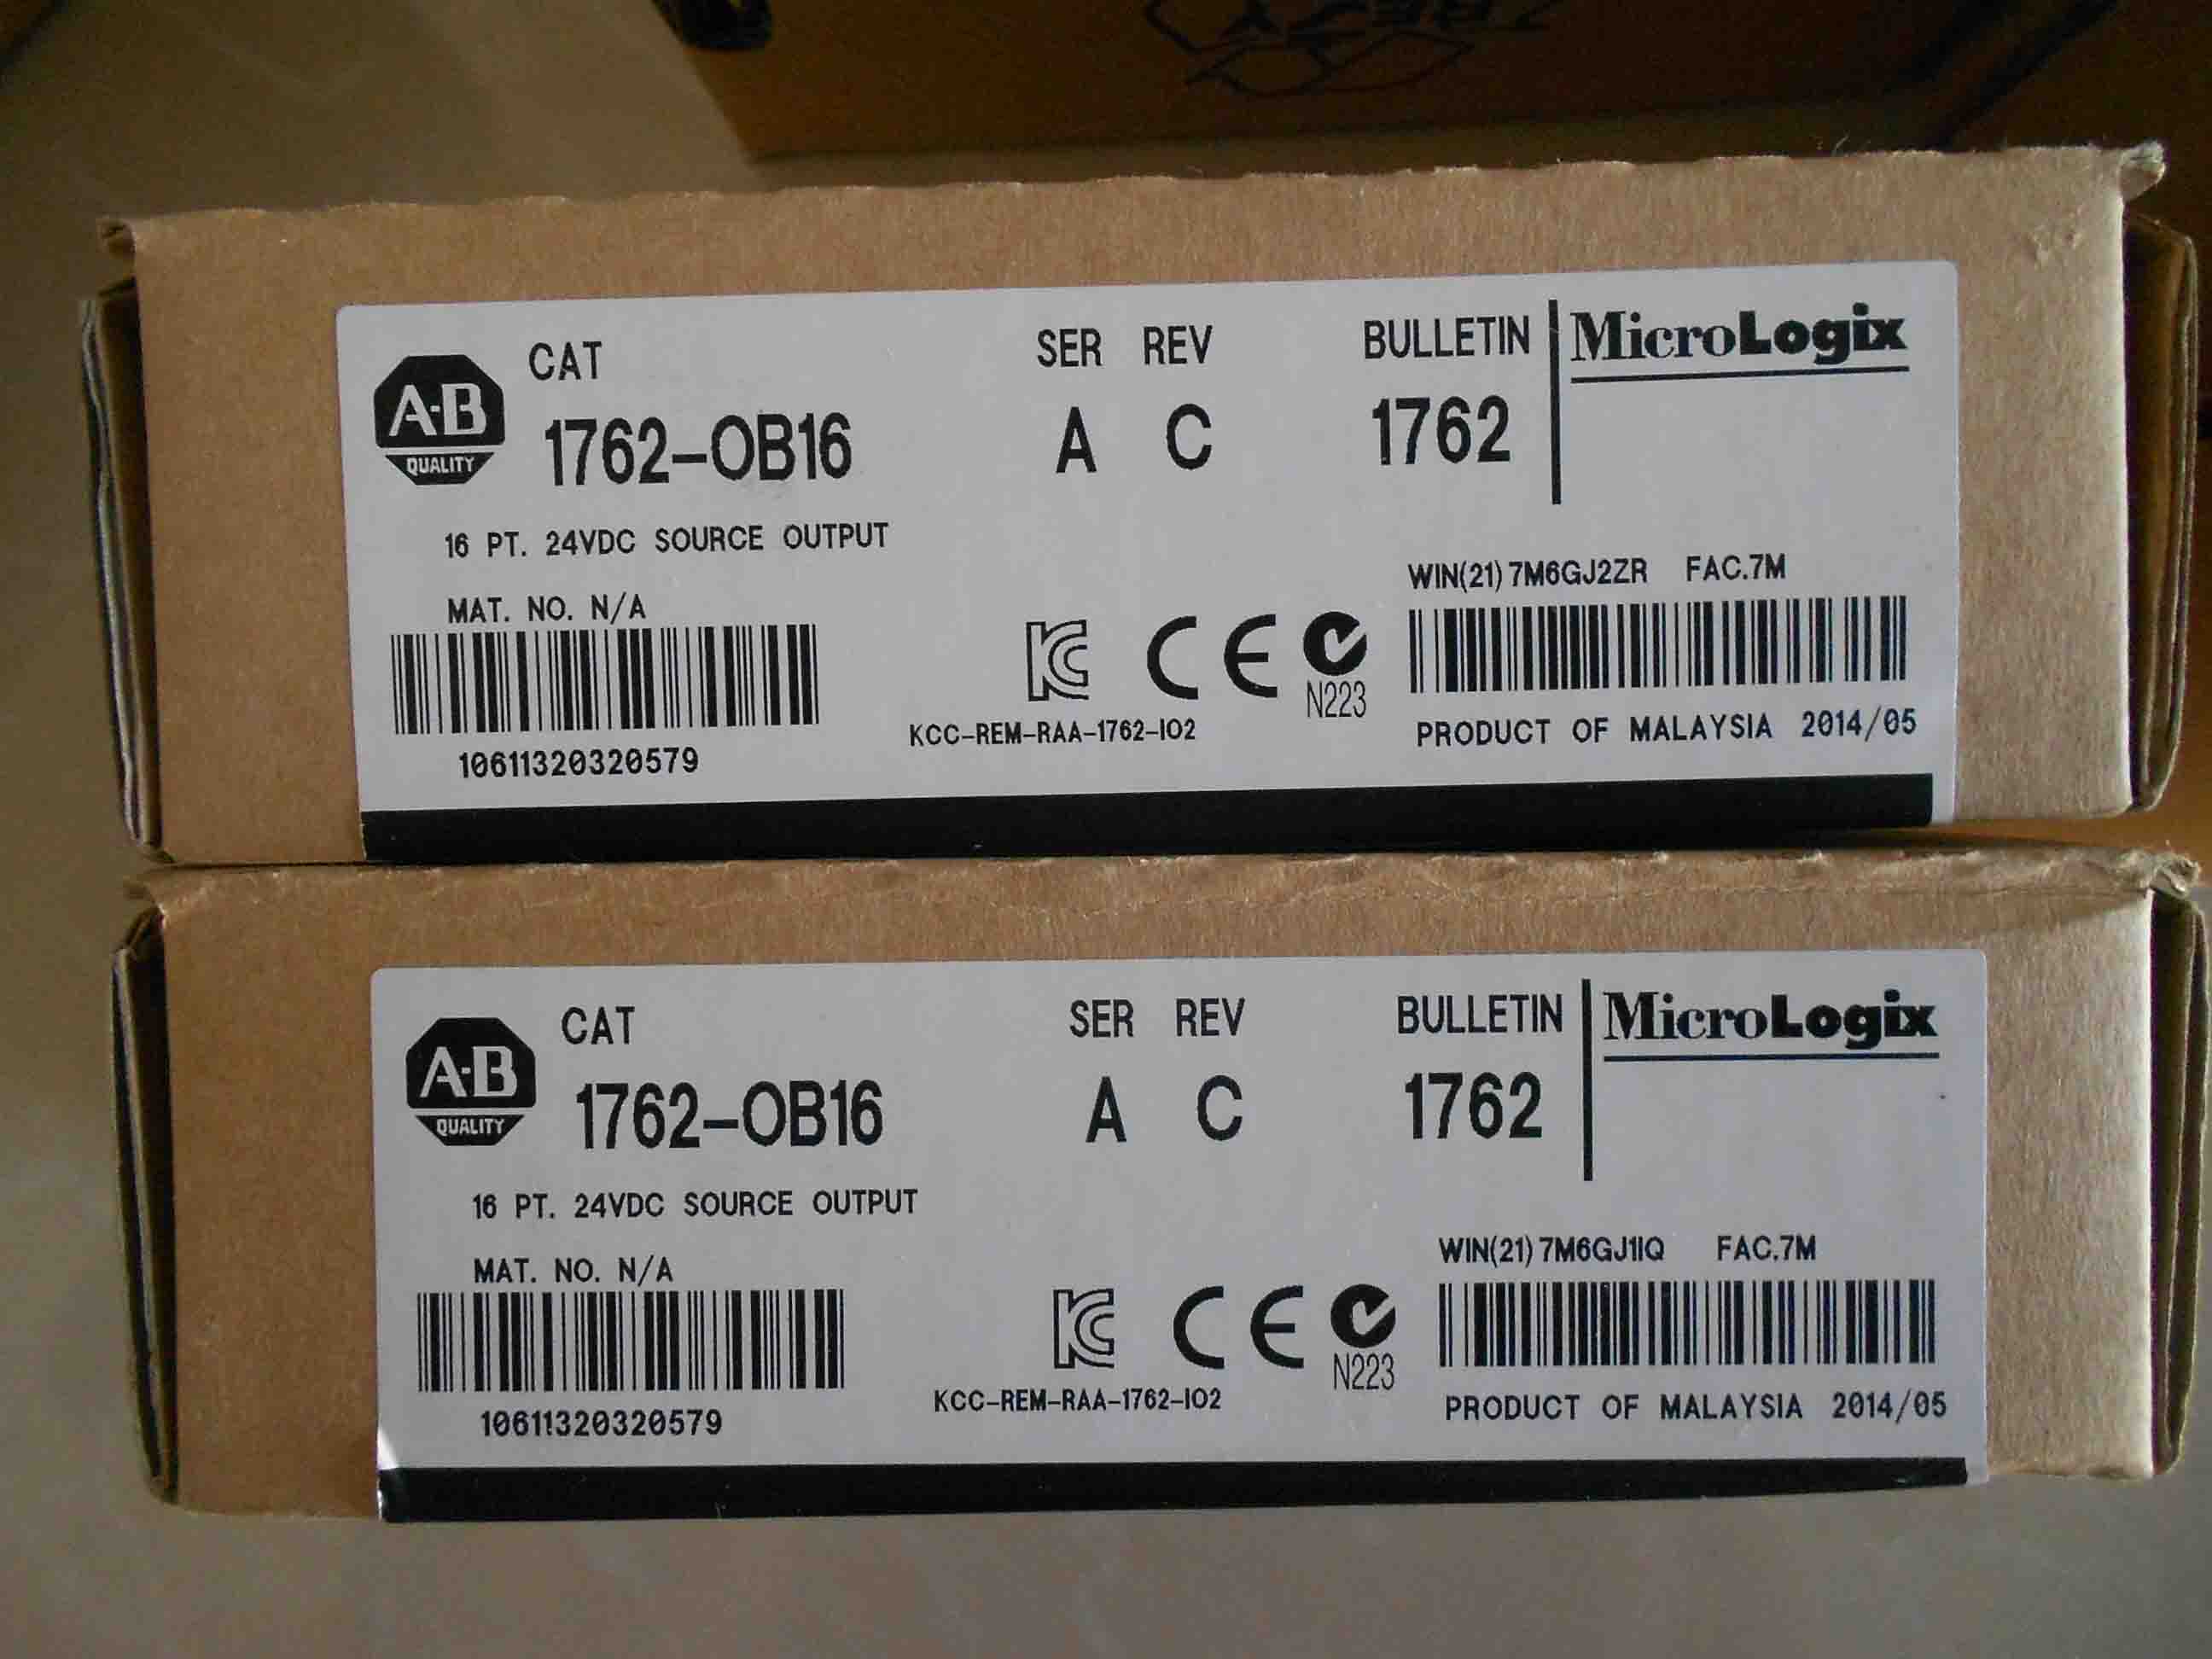 CAT SER REV BULLETIN MicroLogix
A-B QUALITY 1762-OB16 A C 1762
16 PT. 24VDC SOURCE OUTPUT
WIN(21) 7M6GJ2ZR FAC.7M
MAT. NO. N/A
N223
KCC-REM-RAA-1762-IO2 PRODUCT OF MALAYSIA 2014/05
10611320320579
CAT SER REV BULLETIN MicroLogix
A-B QUALITY 1762-OB16 A C 1762
16 PT. 24VDC SOURCE OUTPUT
WIN(21) 7M6GJ1IQ FAC.7M
MAT. NO. N/A
N223
KCC-REM-RAA-1762-IO2 PRODUCT OF MALAYSIA 2014/05
10611320320579